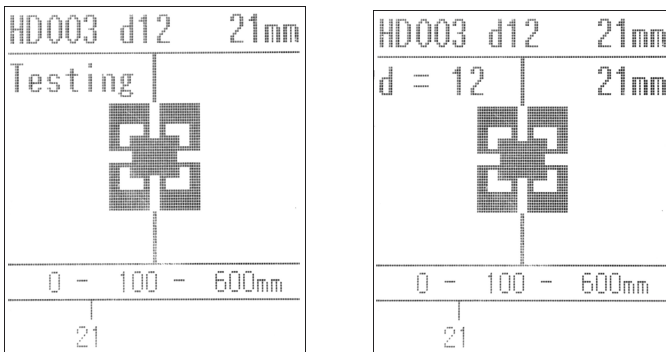 HD003 d12 21mm
Testing
0 - 100 - 600mm
21
HD003 d12 21mm
d = 12 21mm
0 - 100 - 600mm
21